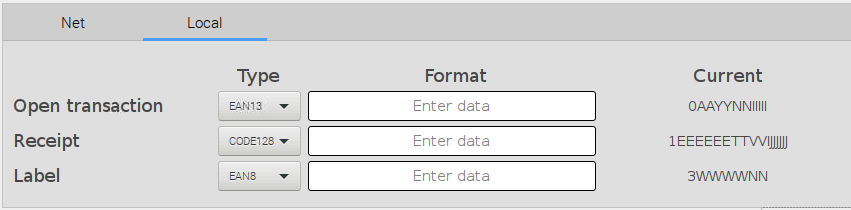 Net Local
Type Format Current
Open transaction EAN13 Enter data 0AAYYNNIIIII
Receipt CODE128 Enter data 1EEEEEETTVVIJJJJJJ
Label EAN8 Enter data 3WWWWNN